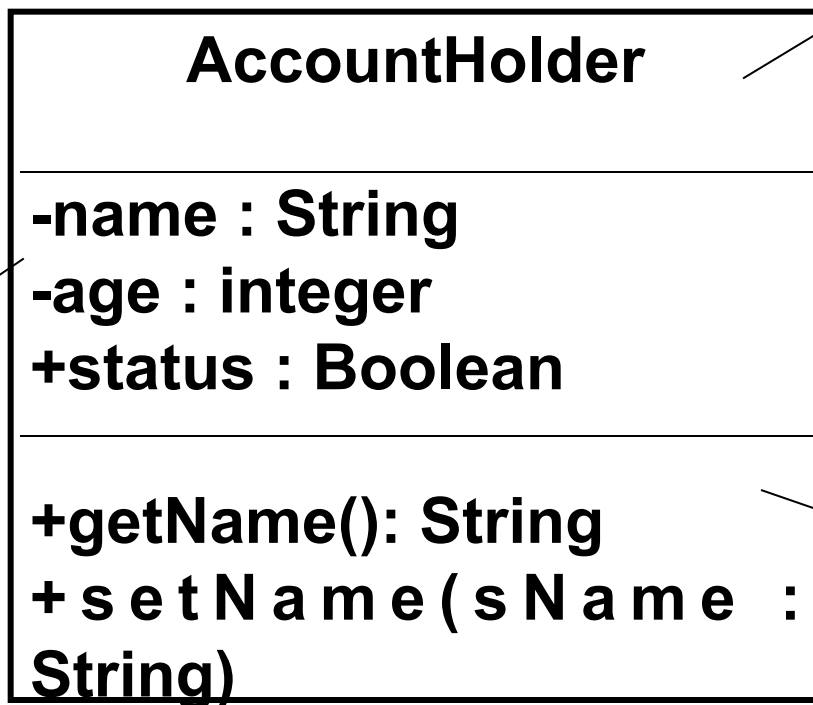 AccountHolder
-name : String
-age : integer
+status : Boolean
+getName(): String
+setName(sName :
String)